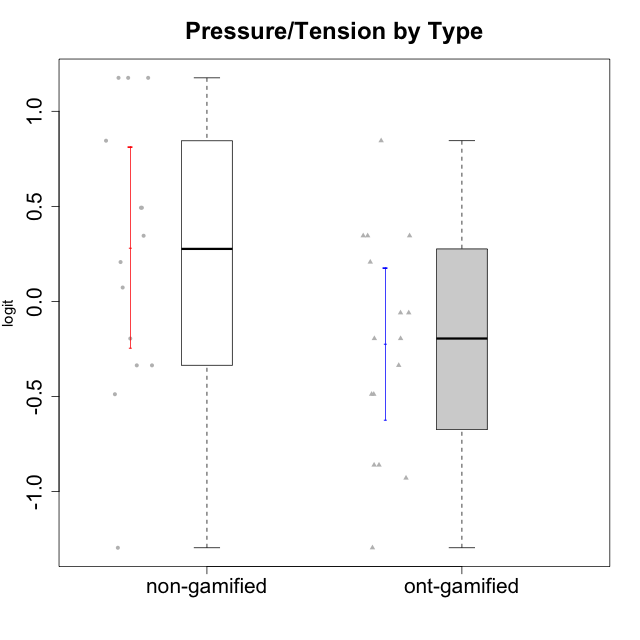 Pressure/Tension by Type
1.0
0.5
0.0
-0.5
-1.0
logit
non-gamified
ont-gamified